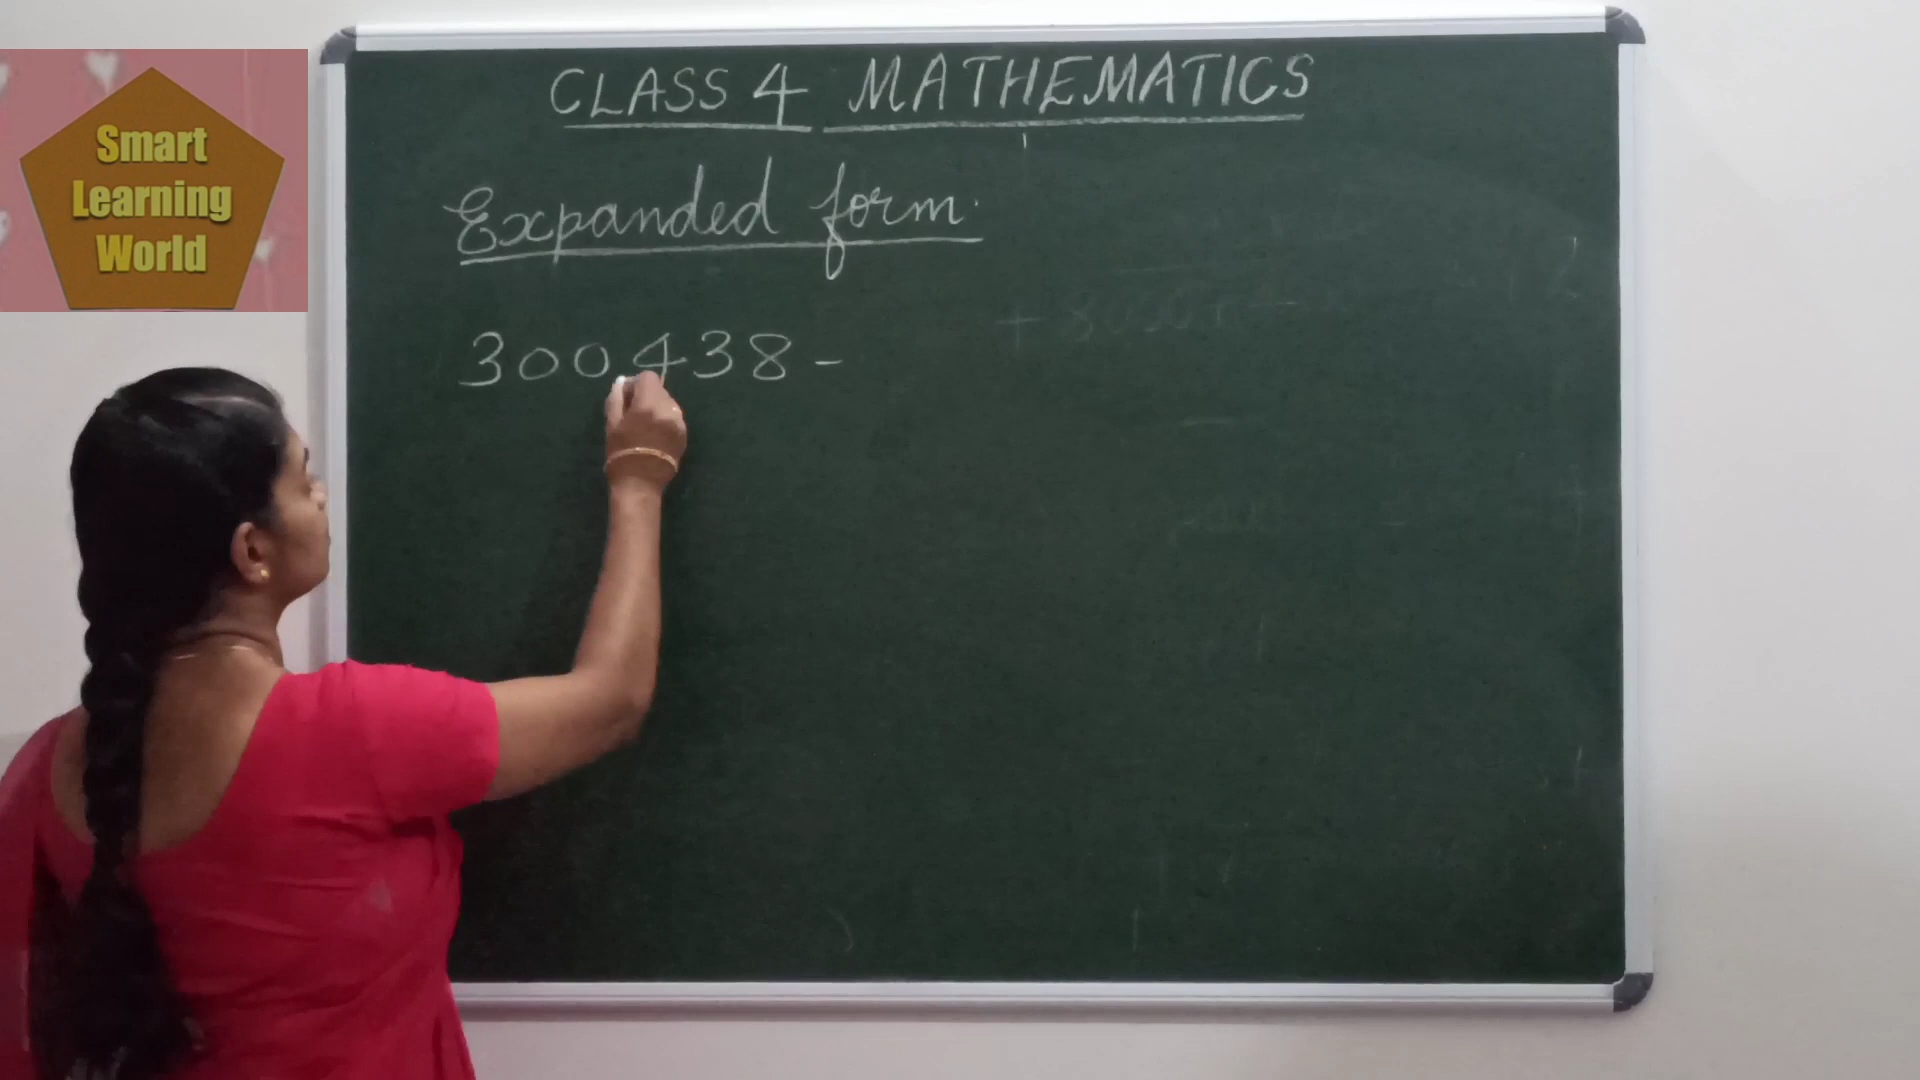 Smart
Learning
World
CLASS 4 MATHEMATICS
Expanded form.
300438 -